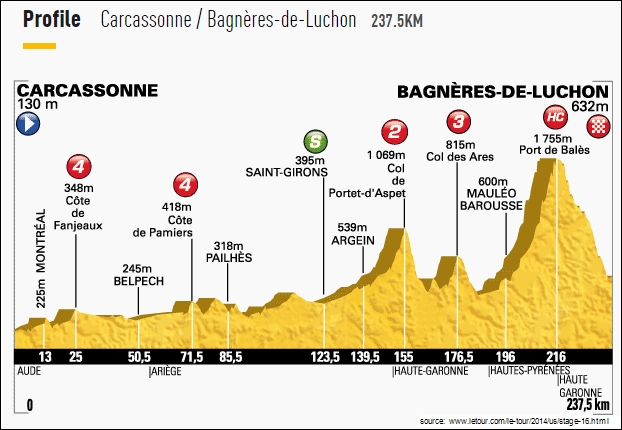 Profile Carcassonne / Bagnères-de-Luchon 237.5KM
CARCASSONNE
130 m
BAGNÈRES-DE-LUCHON
632m
225m MONTRÉAL
4
348m
Côte
de
Fanjeaux
245m
BELPECH
4
418m
Côte
de Pamiers
318m
PAILHÈS
S
395m
SAINT-GIRONS
539m
ARGEIN
2
1 069m
Col
de
Portet-d'Aspet
3
815m
Col des Ares
600m
MAULÉO
BAROUSSE
HC
1 755m
Port de Balès
13 25 50,5 71,5 85,5 123,5 139,5 155 176,5 196 216
AUDE ARIÈGE HAUTE-GARONNE HAUTES-PYRÉNÉES HAUTE
GARONNE
0 237,5 km
source: www.letour.com/le-tour/2014/us/stage-16.html